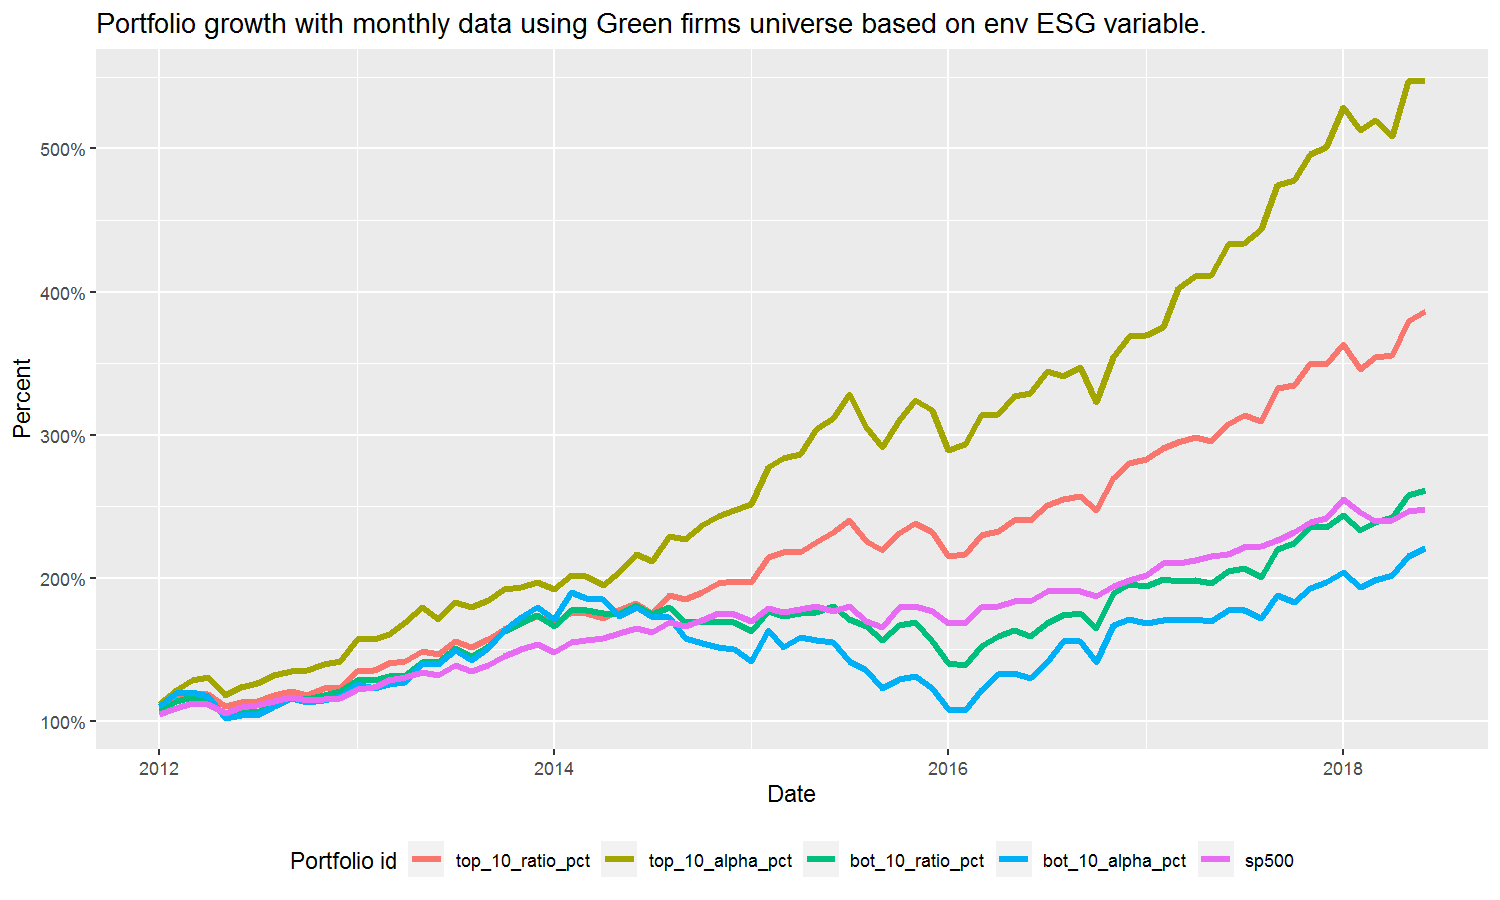 Portfolio growth with monthly data using Green firms universe based on env ESG variable.
500%
400%
300%
200%
100%
Percent
2012 2014 2016 2018
Date
Portfolio id top_10_ratio_pct top_10_alpha_pct bot_10_ratio_pct bot_10_alpha_pct sp500